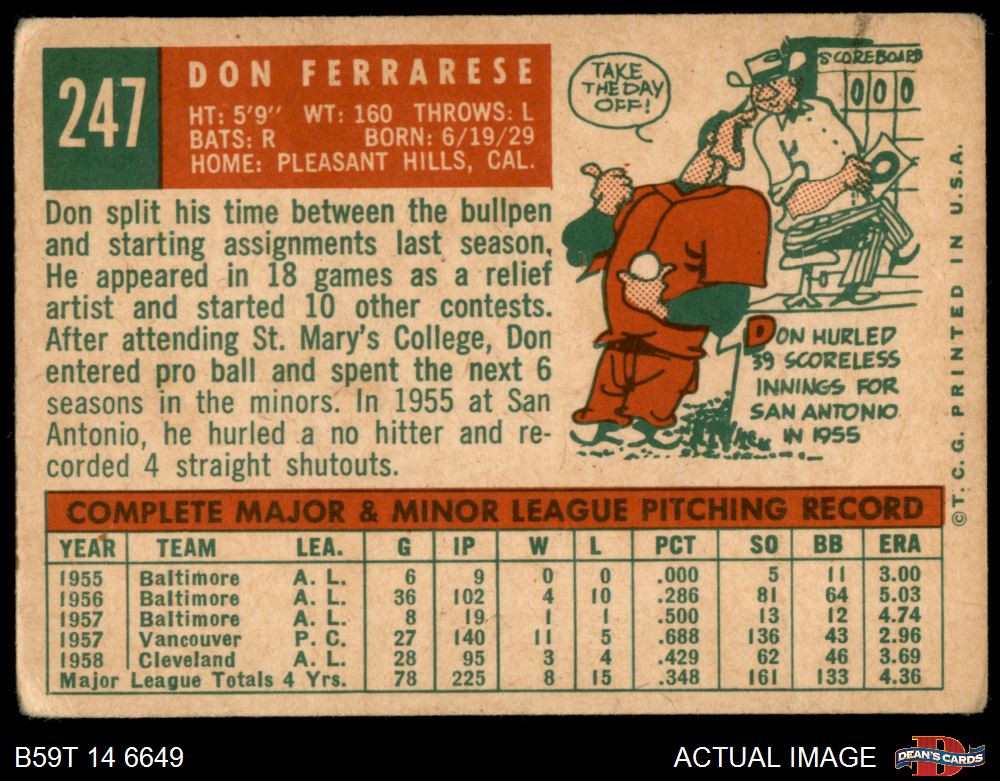 247
DON FERRARESE
HT: 5'9" WT: 160 THROWS: L
BATS: R BORN: 6/19/29
HOME: PLEASANT HILLS, CAL.
Don split his time between the bullpen
and starting assignments last season.
He appeared in 18 games as a relief
artist and started 10 other contests.
After attending St. Mary's College, Don
entered pro ball and spent the next 6
seasons in the minors. In 1955 at San
Antonio, he hurled a no hitter and re-
corded 4 straight shutouts.
TAKE
THE DAY
OFF!
SCOREBOARD
000
DON HURLED
39 SCORELESS
INNINGS FOR
SAN ANTONIO
IN 1955
©T.C.G. PRINTED IN U.S.A.
COMPLETE MAJOR & MINOR LEAGUE PITCHING RECORD
YEAR TEAM LEA. G IP W L PCT SO BB ERA
1955 Baltimore A. L. 6 9 0 0 .000 5 11 3.00
1956 Baltimore A. L. 36 102 4 10 .286 81 64 5.03
1957 Baltimore A. L. 8 19 1 1 .500 13 12 4.74
1957 Vancouver P. C. 27 140 11 5 .688 136 43 2.96
1958 Cleveland A. L. 28 95 3 4 .429 62 46 3.69
Major League Totals 4 Yrs. 78 225 8 15 .348 161 133 4.36
B59T 14 6649
ACTUAL IMAGE
D
DEAN'S CARDS